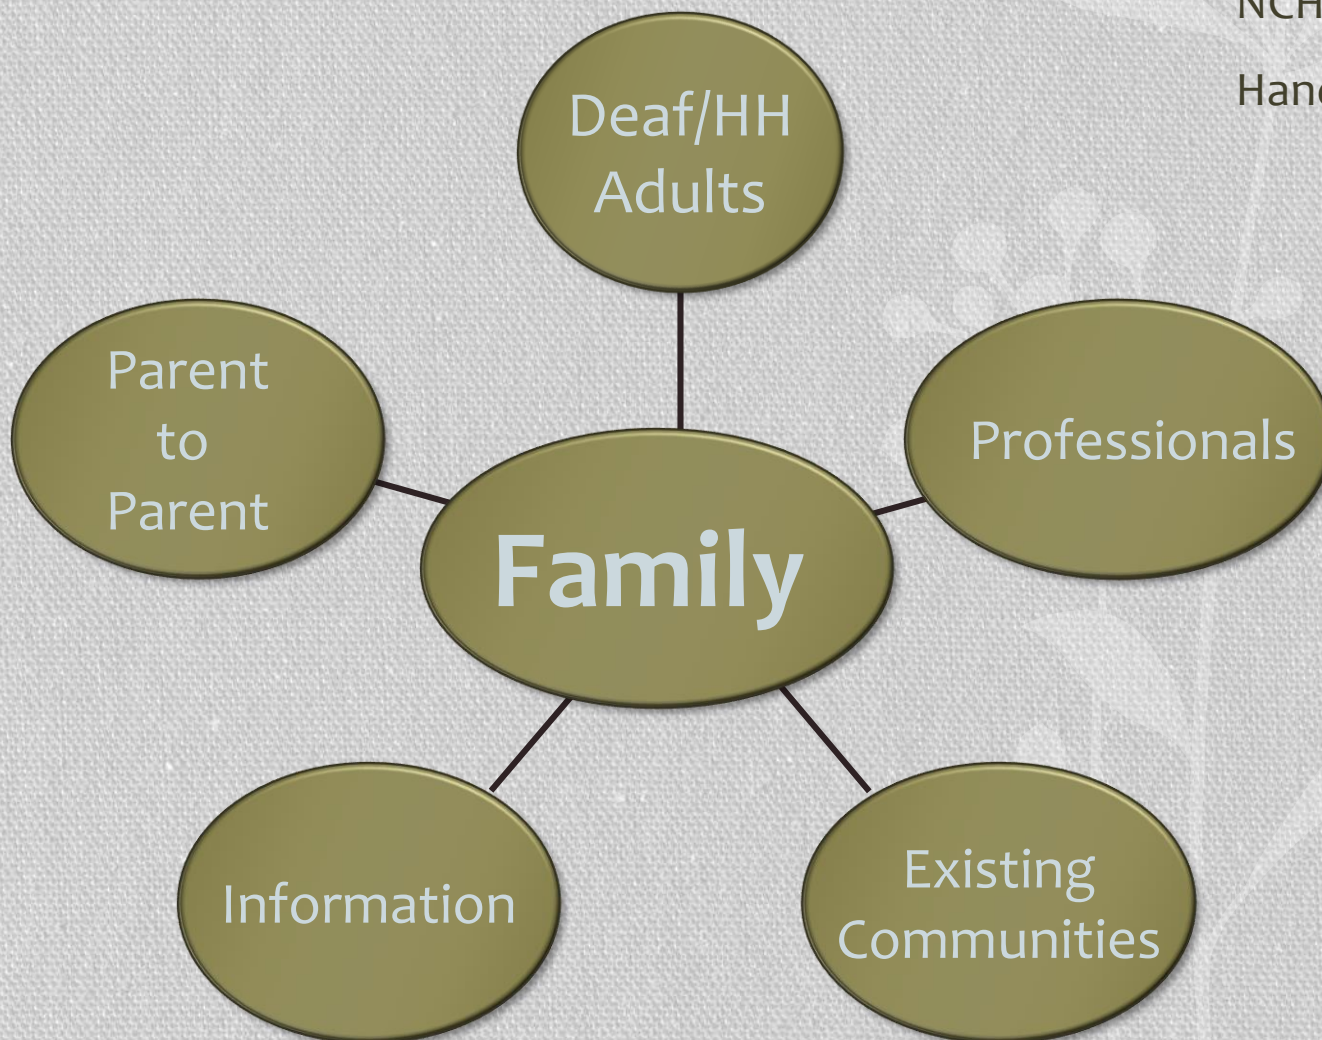 Deaf/HH
Adults
Parent
to
Parent
Professionals
Family
Information
Existing
Communities